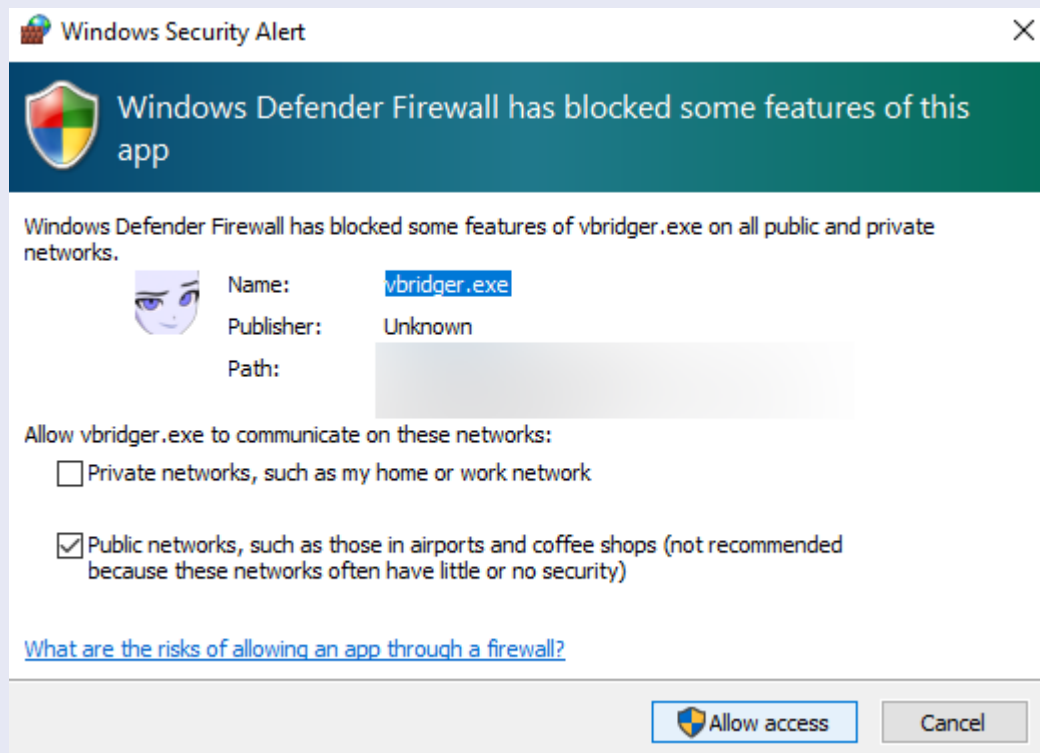 Windows Security Alert
Windows Defender Firewall has blocked some features of this
app
Windows Defender Firewall has blocked some features of vbridger.exe on all public and private
networks.
Name: vbridger.exe
Publisher: Unknown
Path:
Allow vbridger.exe to communicate on these networks:
Private networks, such as my home or work network
Public networks, such as those in airports and coffee shops (not recommended
because these networks often have little or no security)
What are the risks of allowing an app through a firewall?
Allow access Cancel